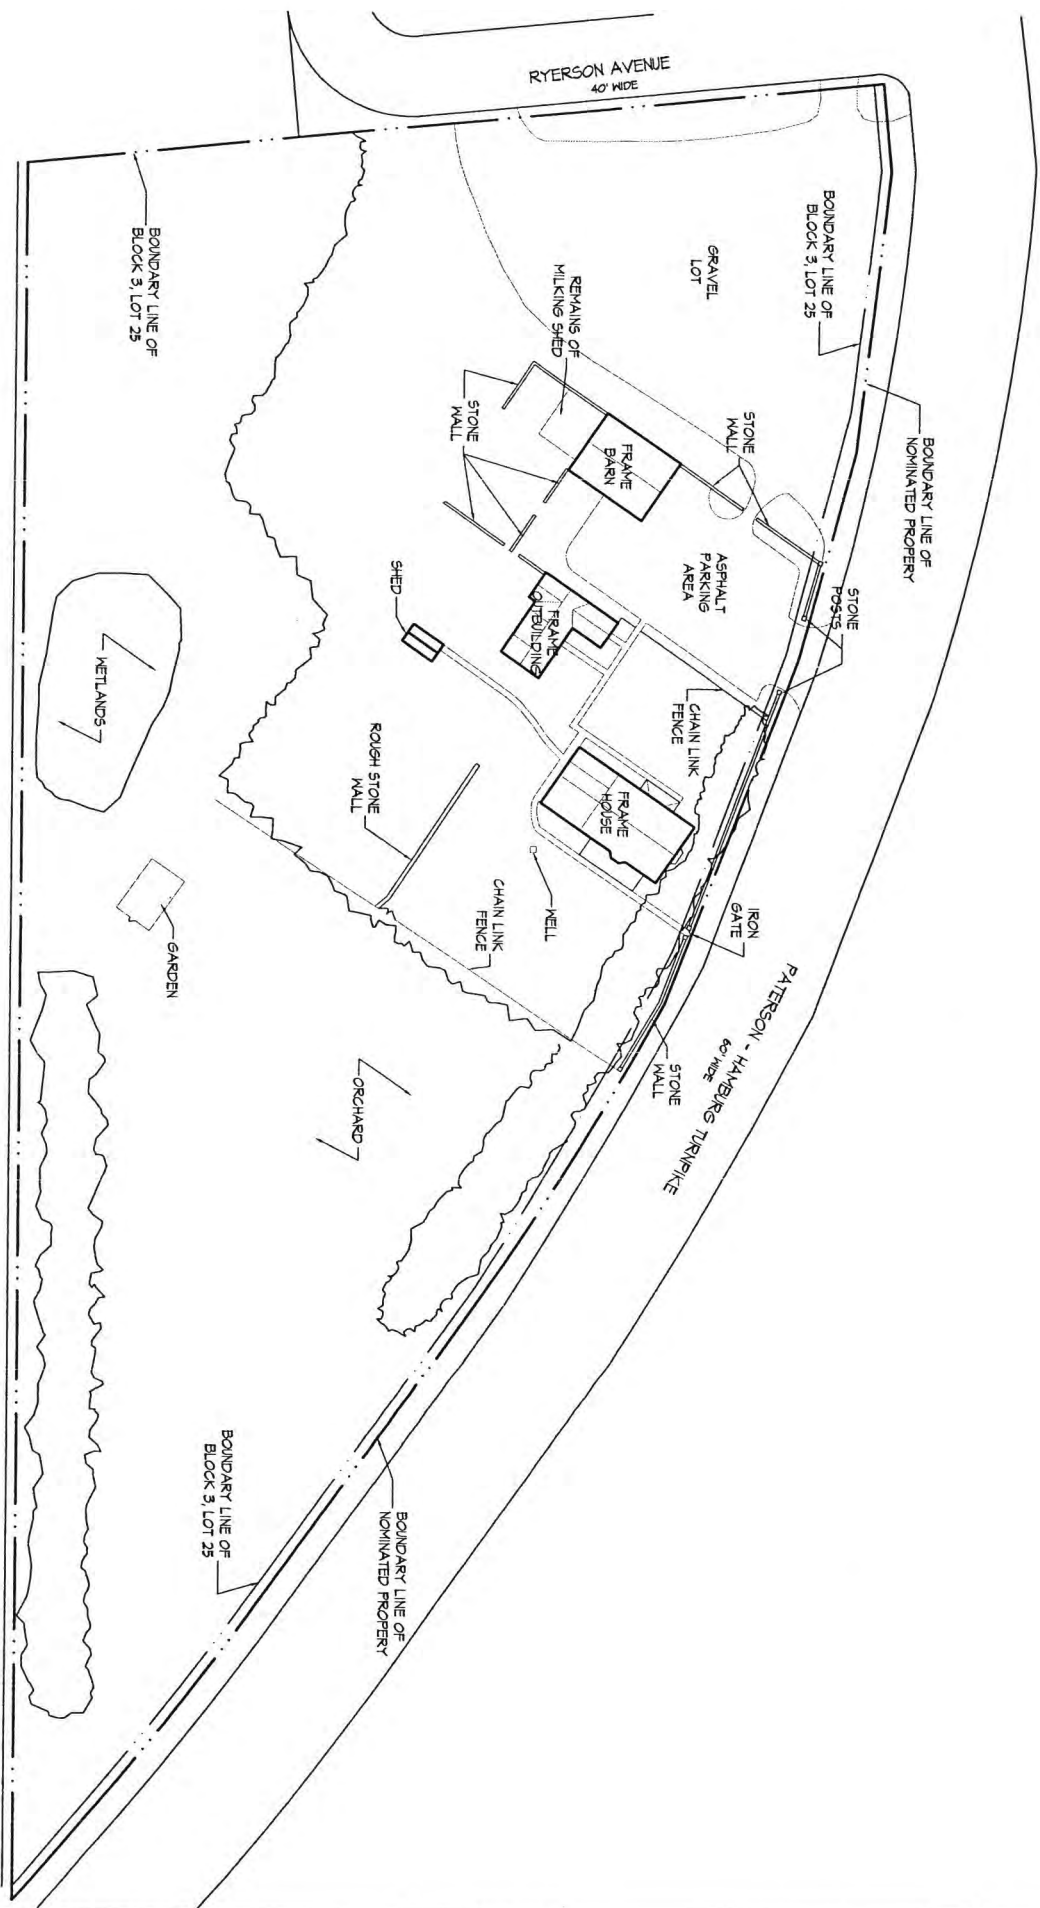 RYERSON AVENUE
40' WIDE
BOUNDARY LINE OF
BLOCK 3, LOT 25
GRAVEL
LOT
BOUNDARY LINE OF
BLOCK 3, LOT 25
REMAINS OF
MILKING SHED
BOUNDARY LINE OF
NOMINATED PROPERY
STONE
WALL
STONE
WALL
FRAME
BARN
ASPHALT
PARKING
AREA
STONE
POSTS
SHED
FRAME
OUTBUILDING
CHAIN LINK
FENCE
WETLANDS
ROUGH STONE
WALL
FRAME
HOUSE
WELL
IRON
GATE
CHAIN LINK
FENCE
GARDEN
PATERSON - HAMBURG TURNPIKE
60' WIDE
STONE
WALL
ORCHARD
BOUNDARY LINE OF
BLOCK 3, LOT 25
BOUNDARY LINE OF
NOMINATED PROPERY